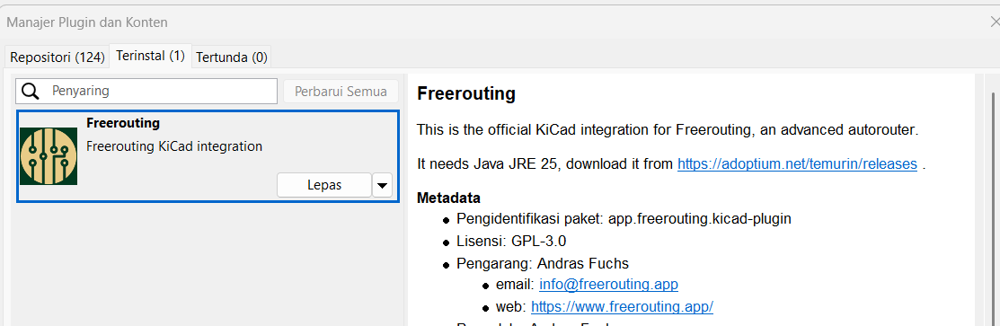 Manajer Plugin dan Konten
Repositori (124)
Terinstal (1)
Tertunda (0)
Penyaring
Perbarui Semua
Freerouting
Freerouting KiCad integration
Lepas
Freerouting
This is the official KiCad integration for Freerouting, an advanced autorouter.
It needs Java JRE 25, download it from https://adoptium.net/temurin/releases .
Metadata
Pengidentifikasi paket: app.freerouting.kicad-plugin
Lisensi: GPL-3.0
Pengarang: Andras Fuchs
email: info@freerouting.app
web: https://www.freerouting.app/